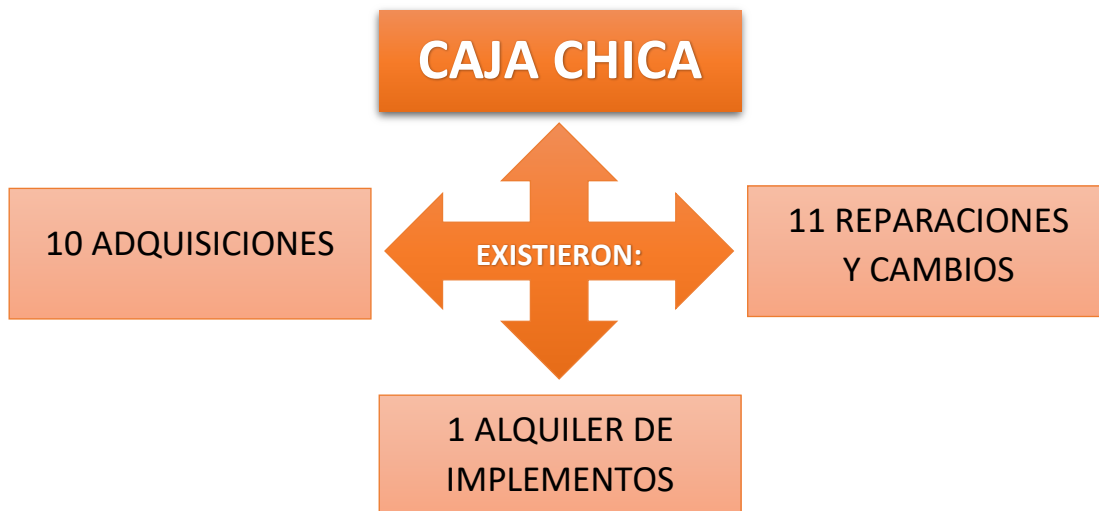 CAJA CHICA
10 ADQUISICIONES
EXISTIERON:
11 REPARACIONES
Y CAMBIOS
1 ALQUILER DE
IMPLEMENTOS